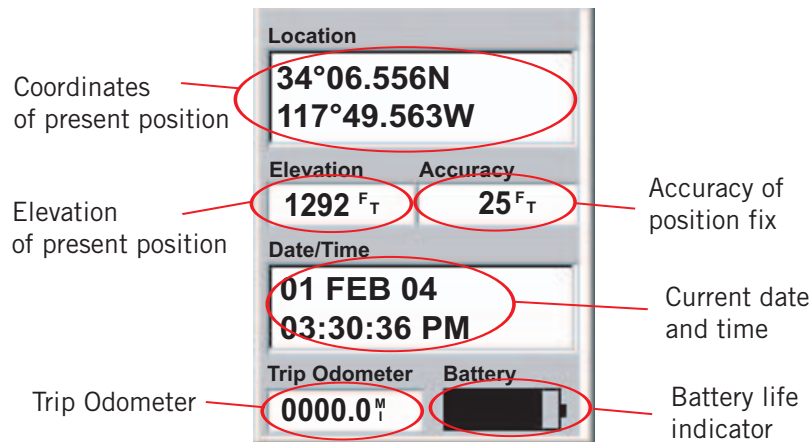 Location
34°06.556N
117°49.563W
Coordinates
of present position
Elevation Accuracy
1292 FT 25 FT
Elevation
of present position
Accuracy of
position fix
Date/Time
01 FEB 04
03:30:36 PM
Current date
and time
Trip Odometer Battery
0000.0 MI
Trip Odometer
Battery life
indicator